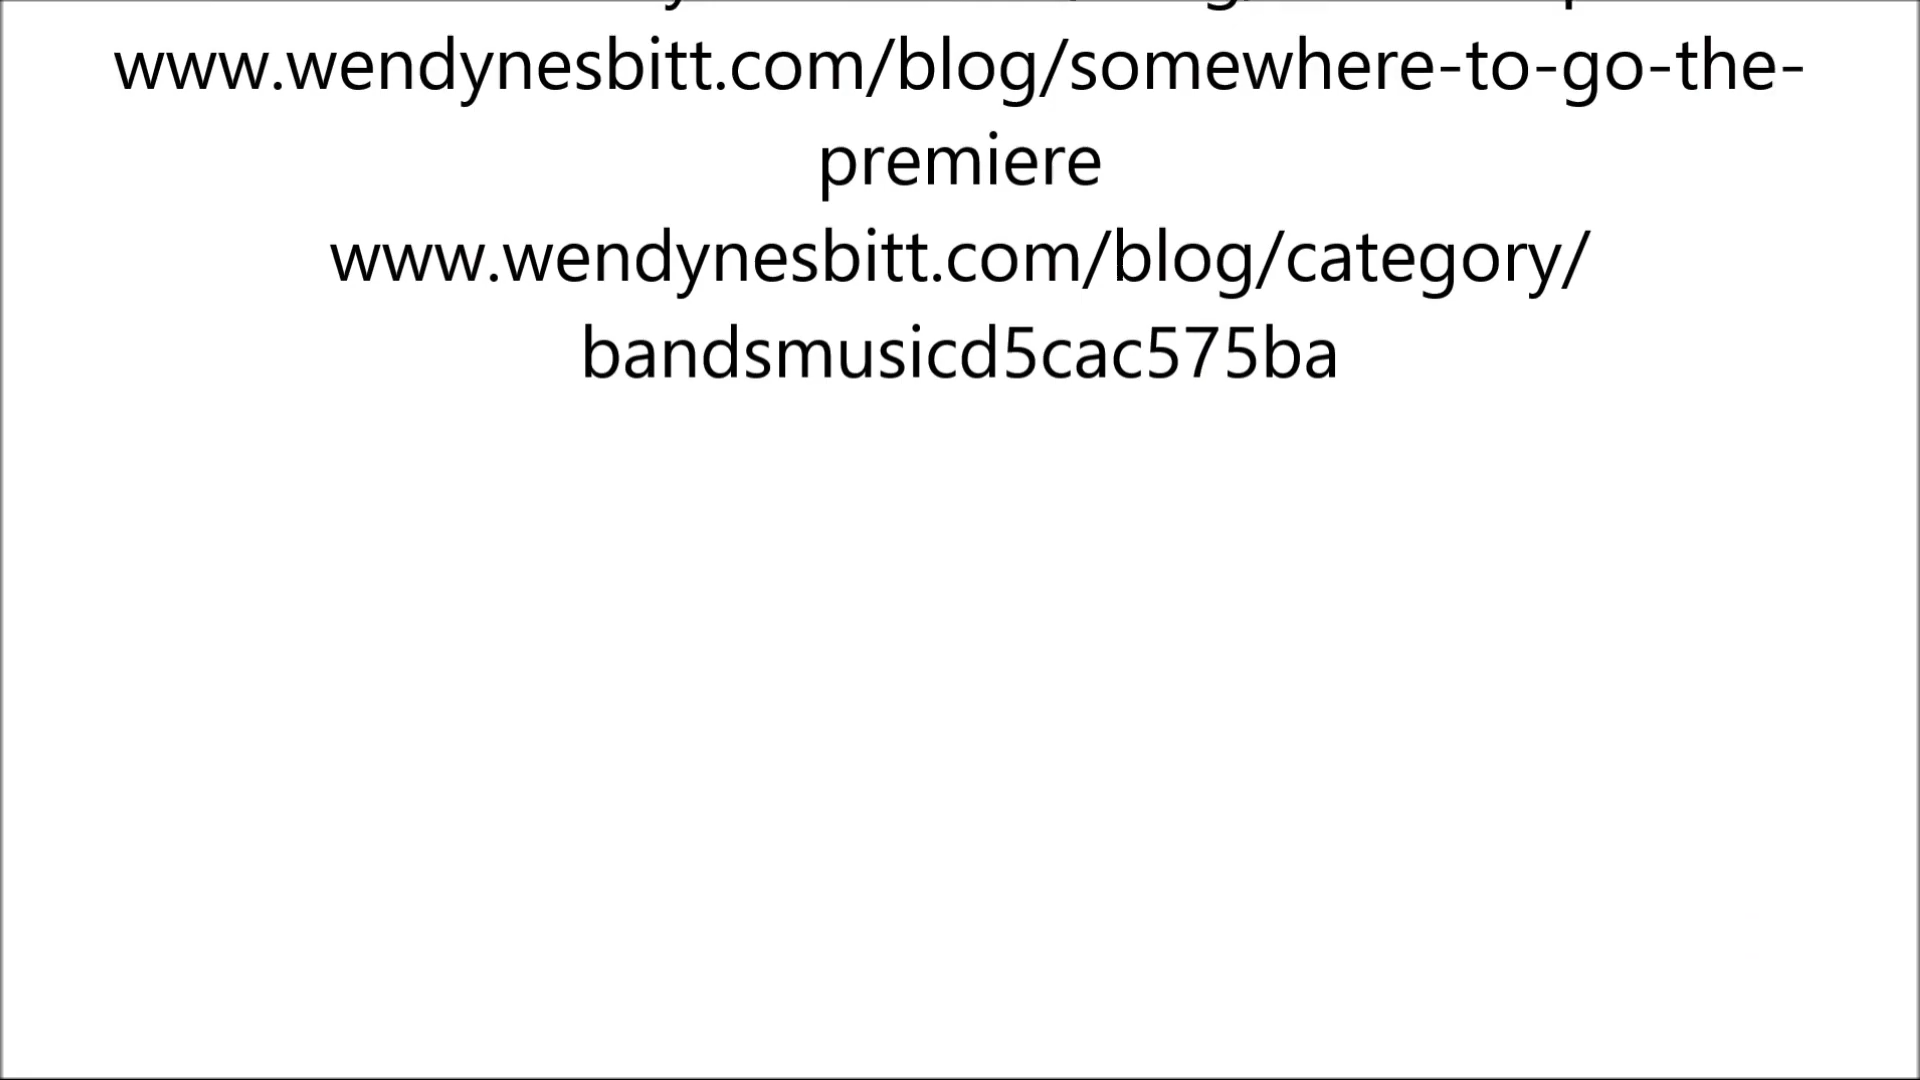 www.wendynesbitt.com/blog/somewhere-to-go-the-
premiere
www.wendynesbitt.com/blog/category/
bandsmusicd5cac575ba